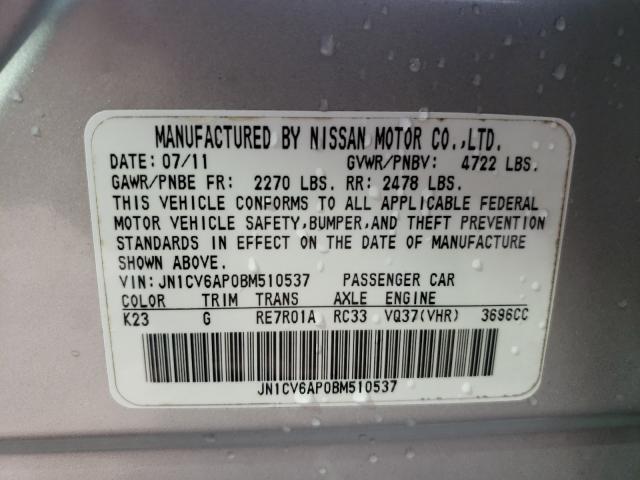 MANUFACTURED BY NISSAN MOTOR CO.,LTD.
DATE: 07/11 GVWR/PNBV: 4722 LBS.
GAWR/PNBE FR: 2270 LBS. RR: 2478 LBS.
THIS VEHICLE CONFORMS TO ALL APPLICABLE FEDERAL
MOTOR VEHICLE SAFETY,BUMPER,AND THEFT PREVENTION
STANDARDS IN EFFECT ON THE DATE OF MANUFACTURE
SHOWN ABOVE.
VIN: JN1CV6AP0BM510537 PASSENGER CAR
COLOR TRIM TRANS AXLE ENGINE
K23 G RE7R01A RC33 VQ37(VHR) 3696CC
JN1CV6AP0BM510537